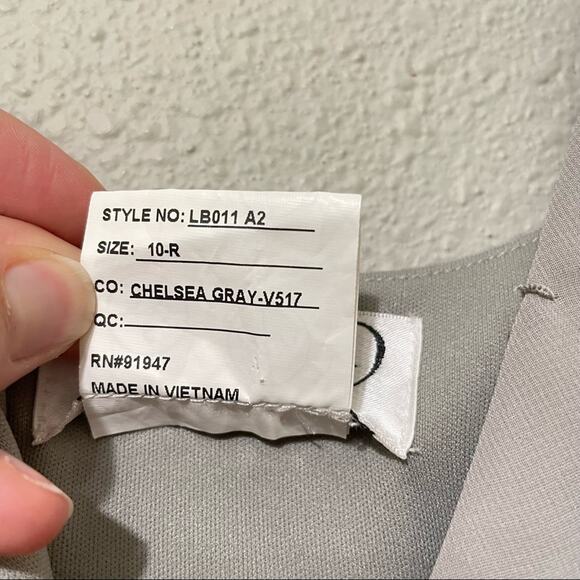 STYLE NO: LB011 A2
SIZE: 10-R
CO: CHELSEA GRAY-V517
QC:
RN#91947
MADE IN VIETNAM